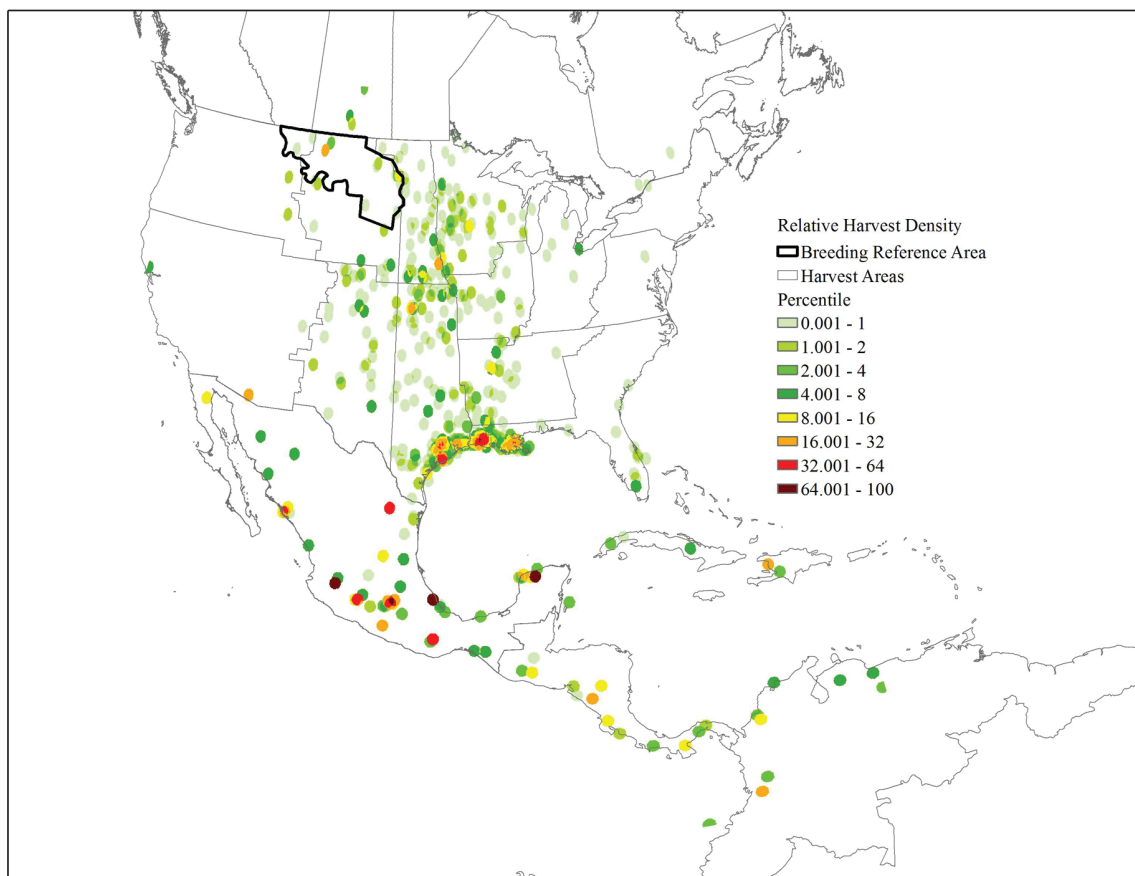 Relative Harvest Density
Breeding Reference Area
Harvest Areas
Percentile
0.001 - 1
1.001 - 2
2.001 - 4
4.001 - 8
8.001 - 16
16.001 - 32
32.001 - 64
64.001 - 100